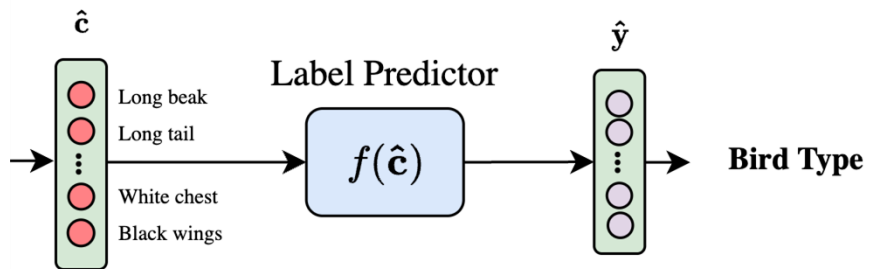 ĉ
ŷ
Label Predictor
Long beak
Long tail
f(ĉ)
Bird Type
White chest
Black wings